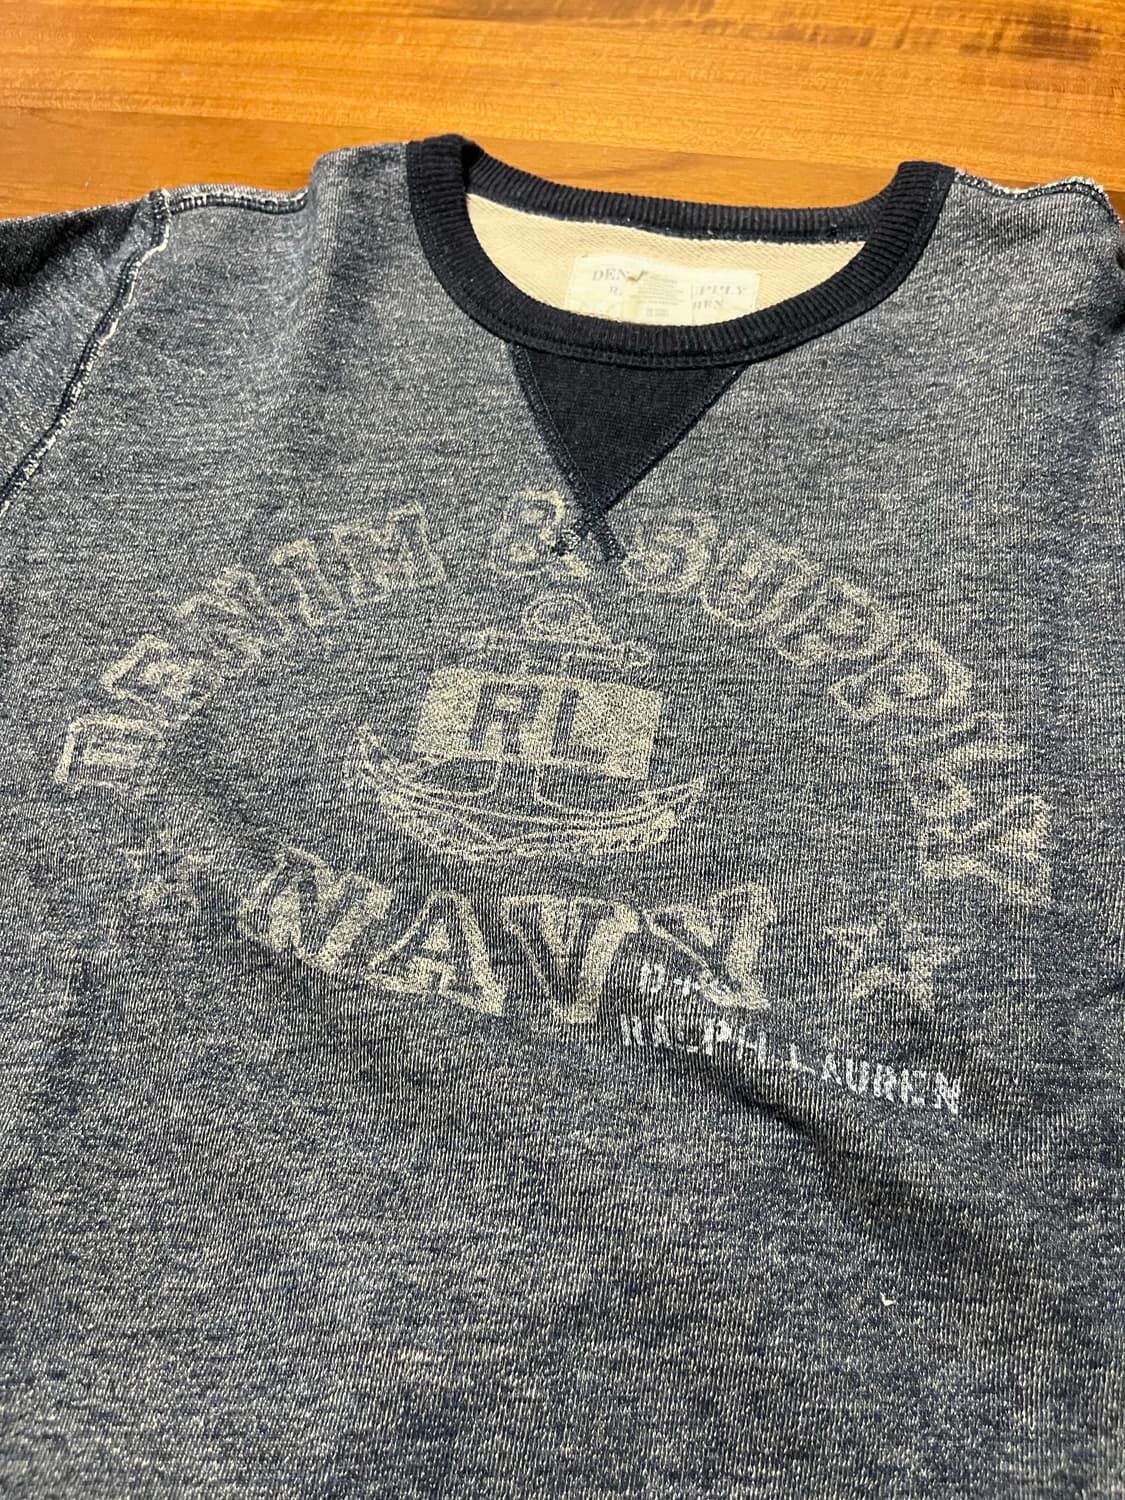 DENIM & SUPPLY
RL
NAVY
D+S
RALPH LAUREN